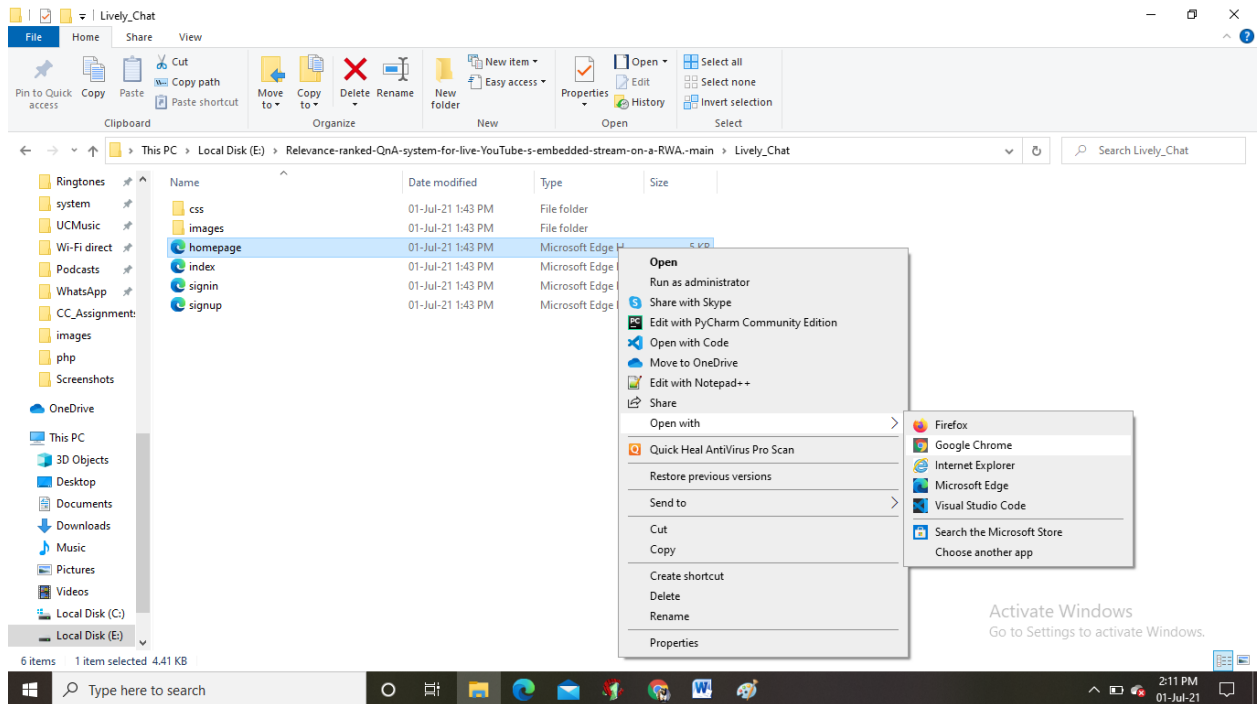 Lively_Chat
File Home Share View
Pin to Quick access
Copy
Paste
Cut
Copy path
Paste shortcut
Clipboard
Move to
Copy to
Delete
Rename
Organize
New folder
New item
Easy access
New
Properties
Open
Edit
History
Open
Select all
Select none
Invert selection
Select
This PC > Local Disk (E:) > Relevance-ranked-QnA-system-for-live-YouTube-s-embedded-stream-on-a-RWA.-main > Lively_Chat
Search Lively_Chat
Ringtones
system
UCMusic
Wi-Fi direct
Podcasts
WhatsApp
CC_Assignment
images
php
Screenshots
OneDrive
This PC
3D Objects
Desktop
Documents
Downloads
Music
Pictures
Videos
Local Disk (C:)
Local Disk (E:)
Name Date modified Type Size
css 01-Jul-21 1:43 PM File folder
images 01-Jul-21 1:43 PM File folder
homepage 01-Jul-21 1:43 PM Microsoft Edge H... 5 KB
index 01-Jul-21 1:43 PM Microsoft Edge
signin 01-Jul-21 1:43 PM Microsoft Edge
signup 01-Jul-21 1:43 PM Microsoft Edge
Open
Run as administrator
Share with Skype
Edit with PyCharm Community Edition
Open with Code
Move to OneDrive
Edit with Notepad++
Share
Open with
Quick Heal AntiVirus Pro Scan
Restore previous versions
Send to
Cut
Copy
Create shortcut
Delete
Rename
Properties
Firefox
Google Chrome
Internet Explorer
Microsoft Edge
Visual Studio Code
Search the Microsoft Store
Choose another app
Activate Windows
Go to Settings to activate Windows.
6 items 1 item selected 4.41 KB
Type here to search
2:11 PM
01-Jul-21